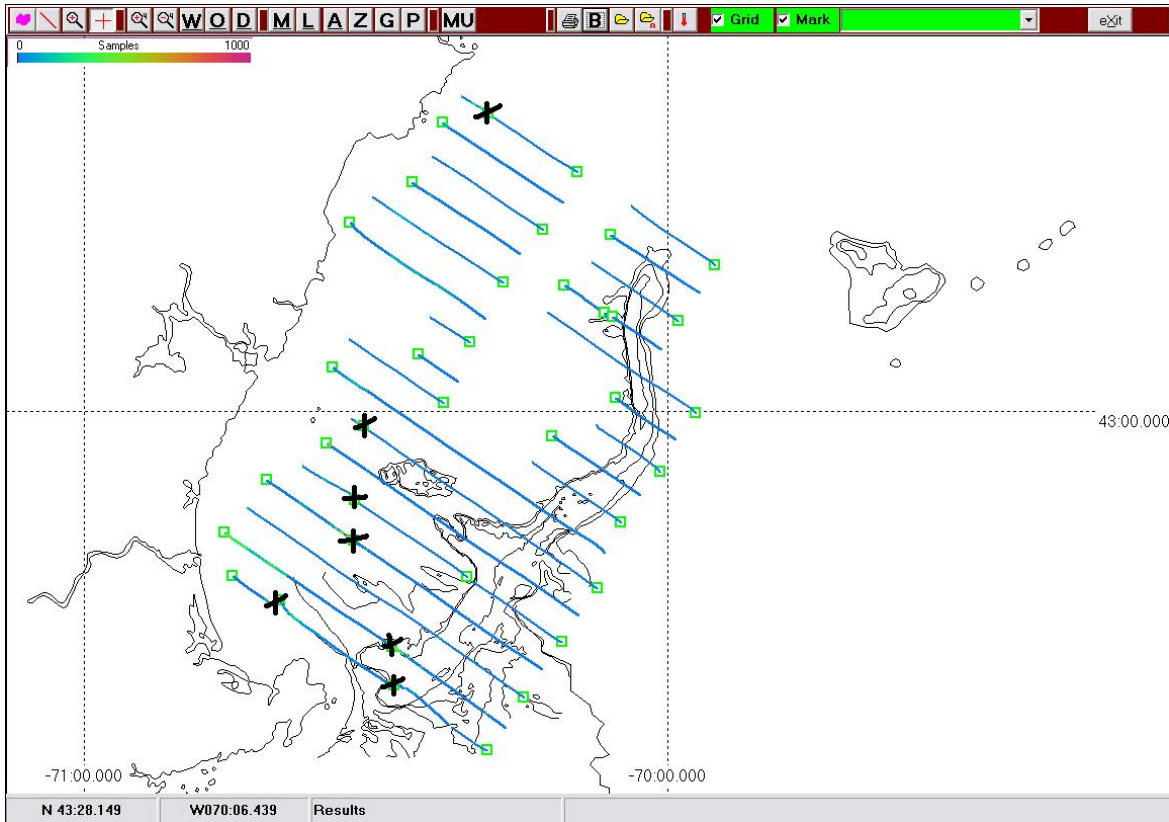 W O D M L A Z G P MU B Grid Mark eXit
0 Samples 1000
43:00.000
-71:00.000 -70:00.000
N 43:28.149 W070:06.439 Results